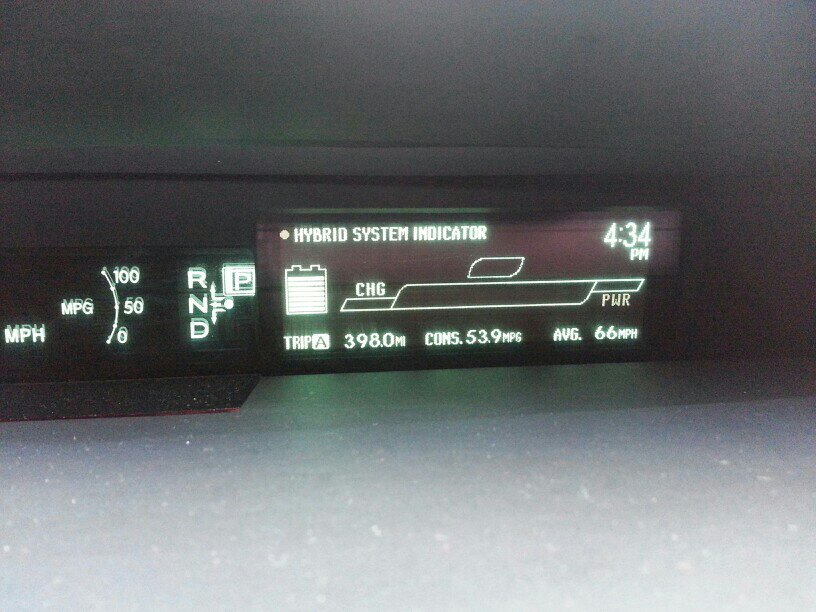 HYBRID SYSTEM INDICATOR
4:34
PM
100
MPG 50
0
MPH
R
P
N
D
CHG
PWR
TRIP A 398.0MI CONS. 53.9MPG AVG. 66MPH